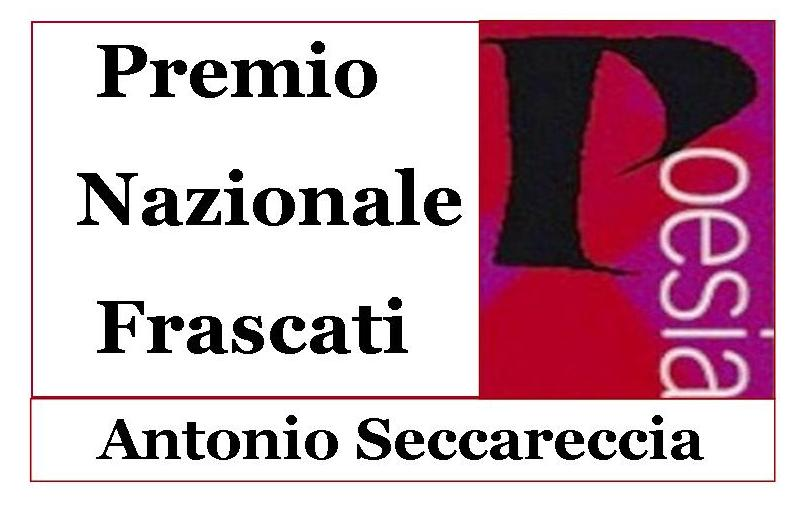 Premio
Nazionale
Frascati
Poesia
Antonio Seccareccia